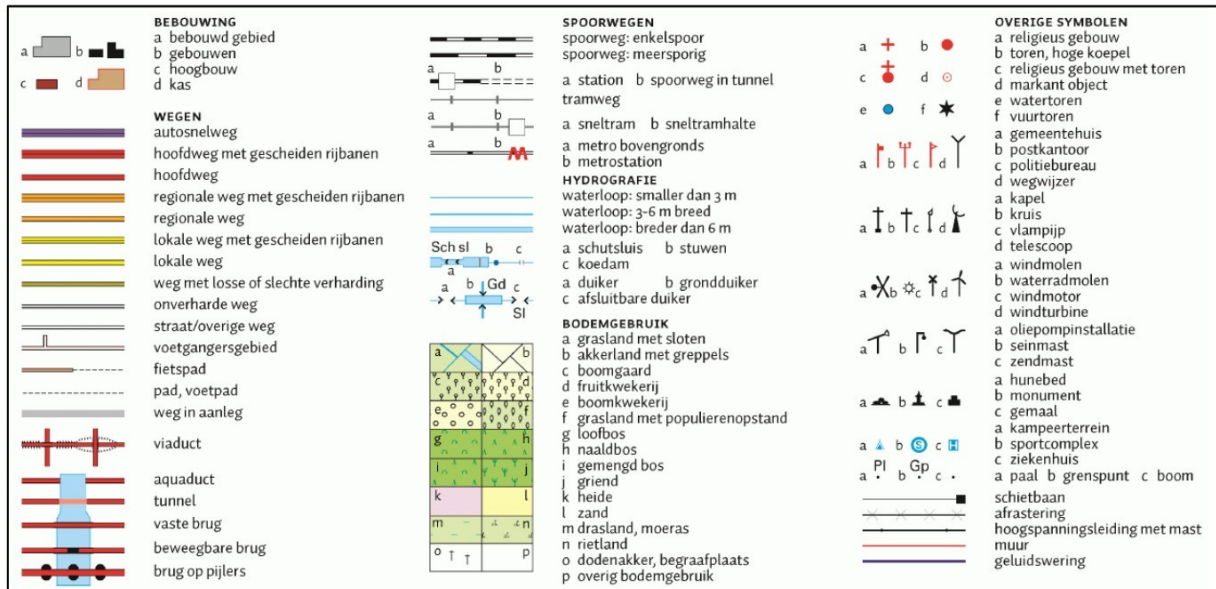 BEBOUWING
a bebouwd gebied
b gebouwen
c hoogbouw
d kas
a b
c d
WEGEN
autosnelweg
hoofdweg met gescheiden rijbanen
hoofdweg
regionale weg met gescheiden rijbanen
regionale weg
lokale weg met gescheiden rijbanen
lokale weg
weg met losse of slechte verharding
onverharde weg
straat/overige weg
voetgangersgebied
fietspad
pad, voetpad
weg in aanleg
viaduct
aquaduct
tunnel
vaste brug
beweegbare brug
brug op pijlers
SPOORWEGEN
spoorweg: enkelspoor
spoorweg: meersporig
a b
a station b spoorweg in tunnel
tramweg
a b
a sneltram b sneltramhalte
a b
a metro bovengronds
b metrostation
HYDROGRAFIE
waterloop: smaller dan 3 m
waterloop: 3-6 m breed
waterloop: breder dan 6 m
Sch sl b c
a
a schutsluis b stuwen
c koedam
a b Gd c
Sl
a duiker b grondduiker
c afsluitbare duiker
BODEMGEBRUIK
a b
c d
e f
g h
i j
k l
m n
o p
a grasland met sloten
b akkerland met greppels
c boomgaard
d fruitkwekerij
e boomkwekerij
f grasland met populierenopstand
g loofbos
h naaldbos
i gemengd bos
j griend
k heide
l zand
m drasland, moeras
n rietland
o dodenakker, begraafplaats
p overig bodemgebruik
OVERIGE SYMBOLEN
a b
c d
e f
a religieus gebouw
b toren, hoge koepel
c religieus gebouw met toren
d markant object
e watertoren
f vuurtoren
a b c d
a gemeentehuis
b postkantoor
c politiebureau
d wegwijzer
a b c d
a kapel
b kruis
c vlampijp
d telescoop
a b c d
a windmolen
b waterradmolen
c windmotor
d windturbine
a b c
a oliepompinstallatie
b seinmast
c zendmast
a b c
a hunebed
b monument
c gemaal
a b S c H
a kampeerterrein
b sportcomplex
c ziekenhuis
Pl Gp
a b c
a paal b grenspunt c boom
schietbaan
afrastering
hoogspanningsleiding met mast
muur
geluidswering